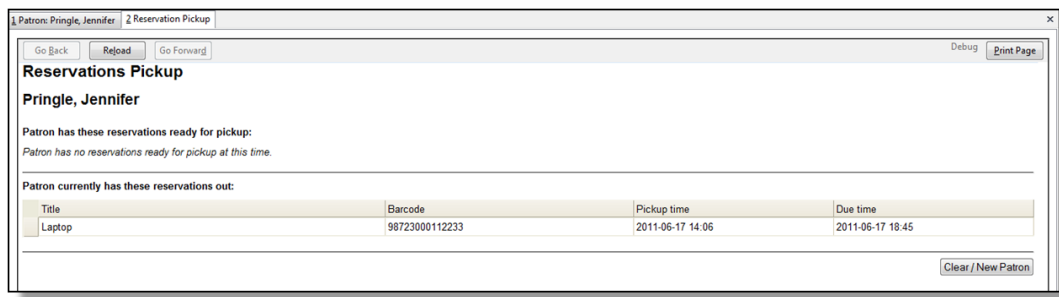 1 Patron: Pringle, Jennifer 2 Reservation Pickup x
Go Back Reload Go Forward Debug Print Page
Reservations Pickup
Pringle, Jennifer
Patron has these reservations ready for pickup:
Patron has no reservations ready for pickup at this time.
Patron currently has these reservations out:
Title Barcode Pickup time Due time
Laptop 98723000112233 2011-06-17 14:06 2011-06-17 18:45
Clear / New Patron